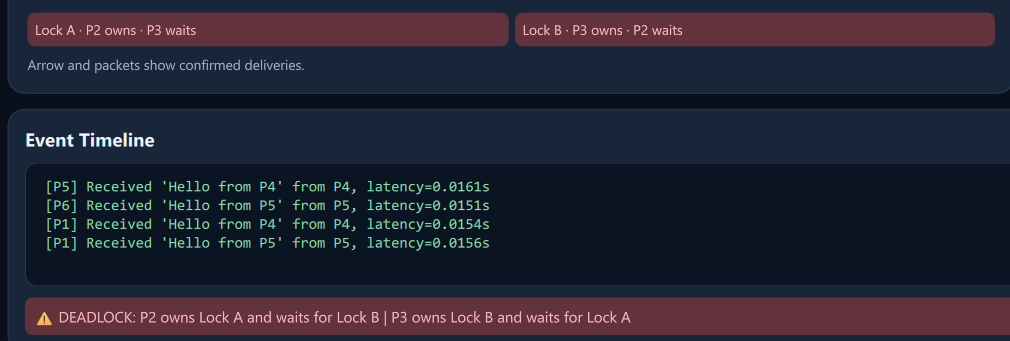 Lock A · P2 owns · P3 waits
Lock B · P3 owns · P2 waits
Arrow and packets show confirmed deliveries.
Event Timeline
[P5] Received 'Hello from P4' from P4, latency=0.0161s
[P6] Received 'Hello from P5' from P5, latency=0.0151s
[P1] Received 'Hello from P4' from P4, latency=0.0154s
[P1] Received 'Hello from P5' from P5, latency=0.0156s
⚠ DEADLOCK: P2 owns Lock A and waits for Lock B | P3 owns Lock B and waits for Lock A